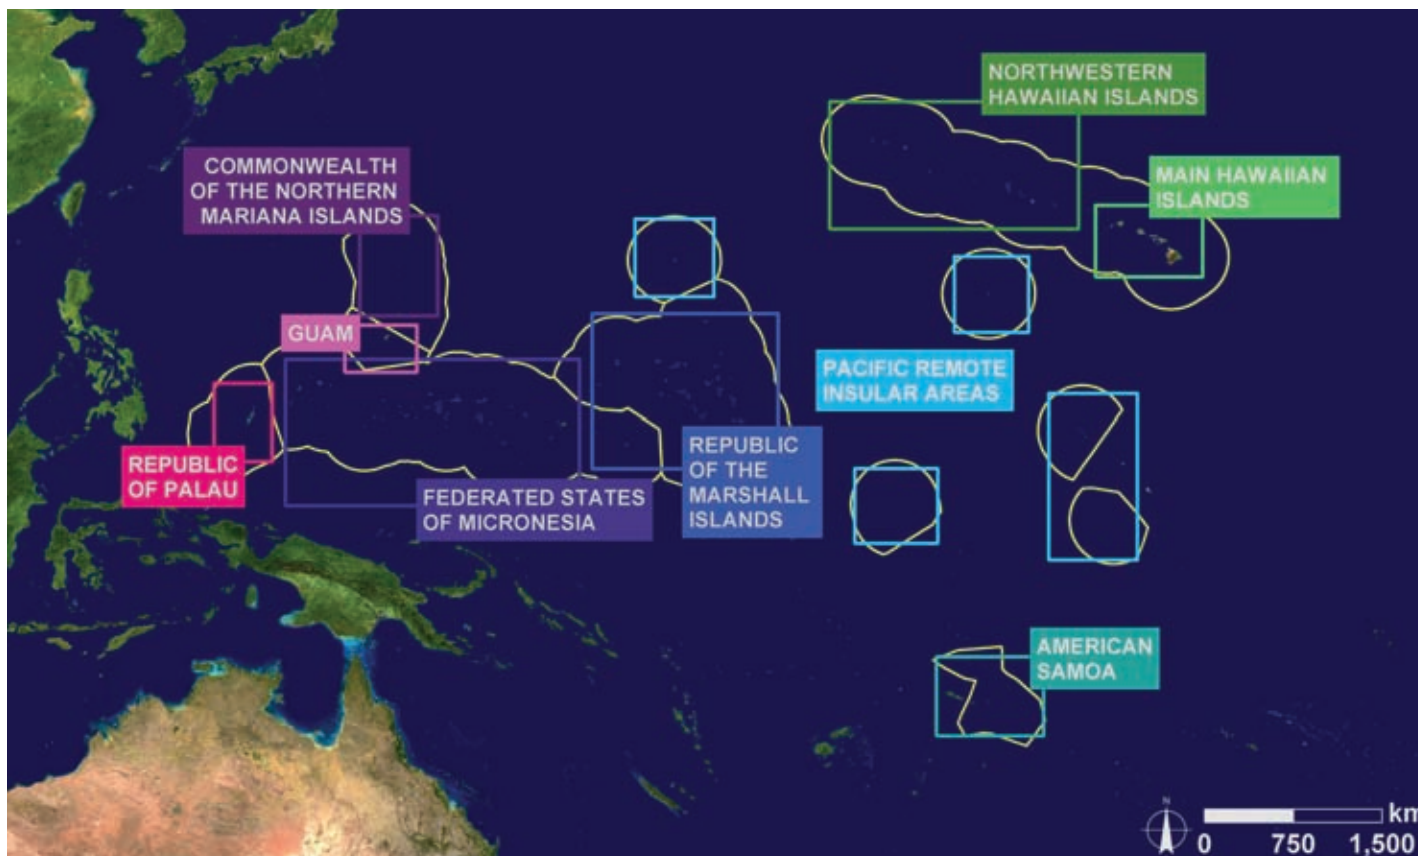 NORTHWESTERN
HAWAIIAN ISLANDS
COMMONWEALTH
OF THE NORTHERN
MARIANA ISLANDS
MAIN HAWAIIAN
ISLANDS
GUAM
PACIFIC REMOTE
INSULAR AREAS
REPUBLIC
OF PALAU
FEDERATED STATES
OF MICRONESIA
REPUBLIC
OF THE
MARSHALL
ISLANDS
AMERICAN
SAMOA
N
km
0 750 1,500